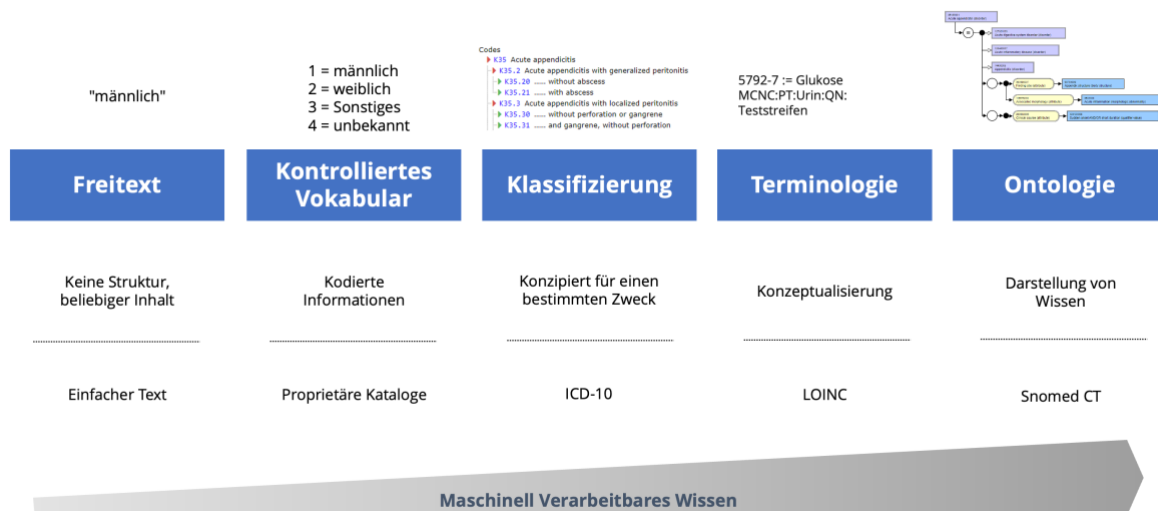 "männlich"
1 = männlich
2 = weiblich
3 = Sonstiges
4 = unbekannt
Codes
K35 Acute appendicitis
K35.2 Acute appendicitis with generalized peritonitis
K35.20 ..... without abscess
K35.21 ..... with abscess
K35.3 Acute appendicitis with localized peritonitis
K35.30 ..... without perforation or gangrene
K35.31 ..... and gangrene, without perforation
5792-7 := Glukose
MCNC:PT:Urin:QN:
Teststreifen
Freitext
Kontrolliertes
Vokabular
Klassifizierung
Terminologie
Ontologie
Keine Struktur,
beliebiger Inhalt
Kodierte
Informationen
Konzipiert für einen
bestimmten Zweck
Konzeptualisierung
Darstellung von
Wissen
Einfacher Text
Proprietäre Kataloge
ICD-10
LOINC
Snomed CT
Maschinell Verarbeitbares Wissen